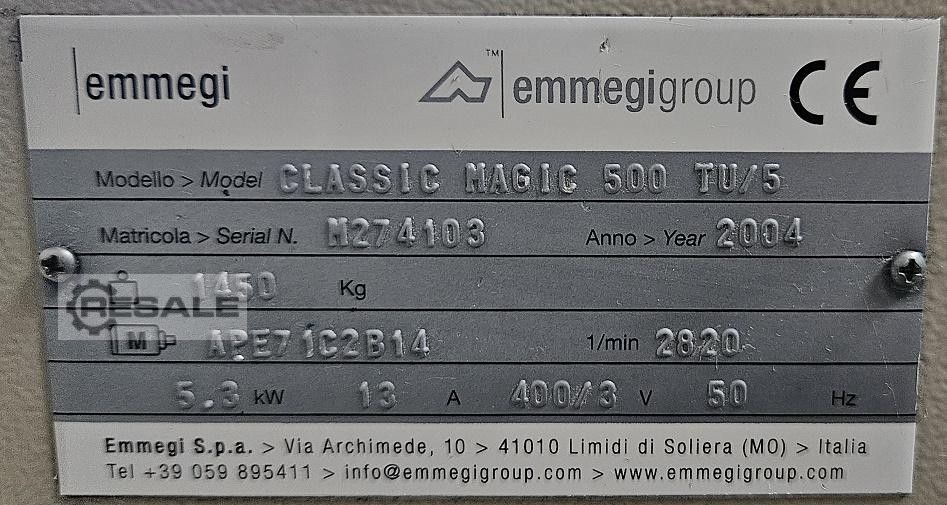 emmegi ™ emmegigroup CE
Modello > Model CLASSIC MAGIC 500 TU/5
Matricola > Serial N. M274103 Anno > Year 2004
1450 Kg
RESALE
M APE71C2B14 1/min 2820
5.3 kW 13 A 400/3 V 50 Hz
Emmegi S.p.a. > Via Archimede, 10 > 41010 Limidi di Soliera (MO) > Italia
Tel +39 059 895411 > info@emmegigroup.com > www.emmegigroup.com